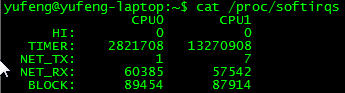 yufeng@yufeng-laptop:~$ cat /proc/softirqs
CPU0 CPU1
HI: 0 0
TIMER: 2821708 13270908
NET_TX: 1 7
NET_RX: 60385 57542
BLOCK: 89454 87914